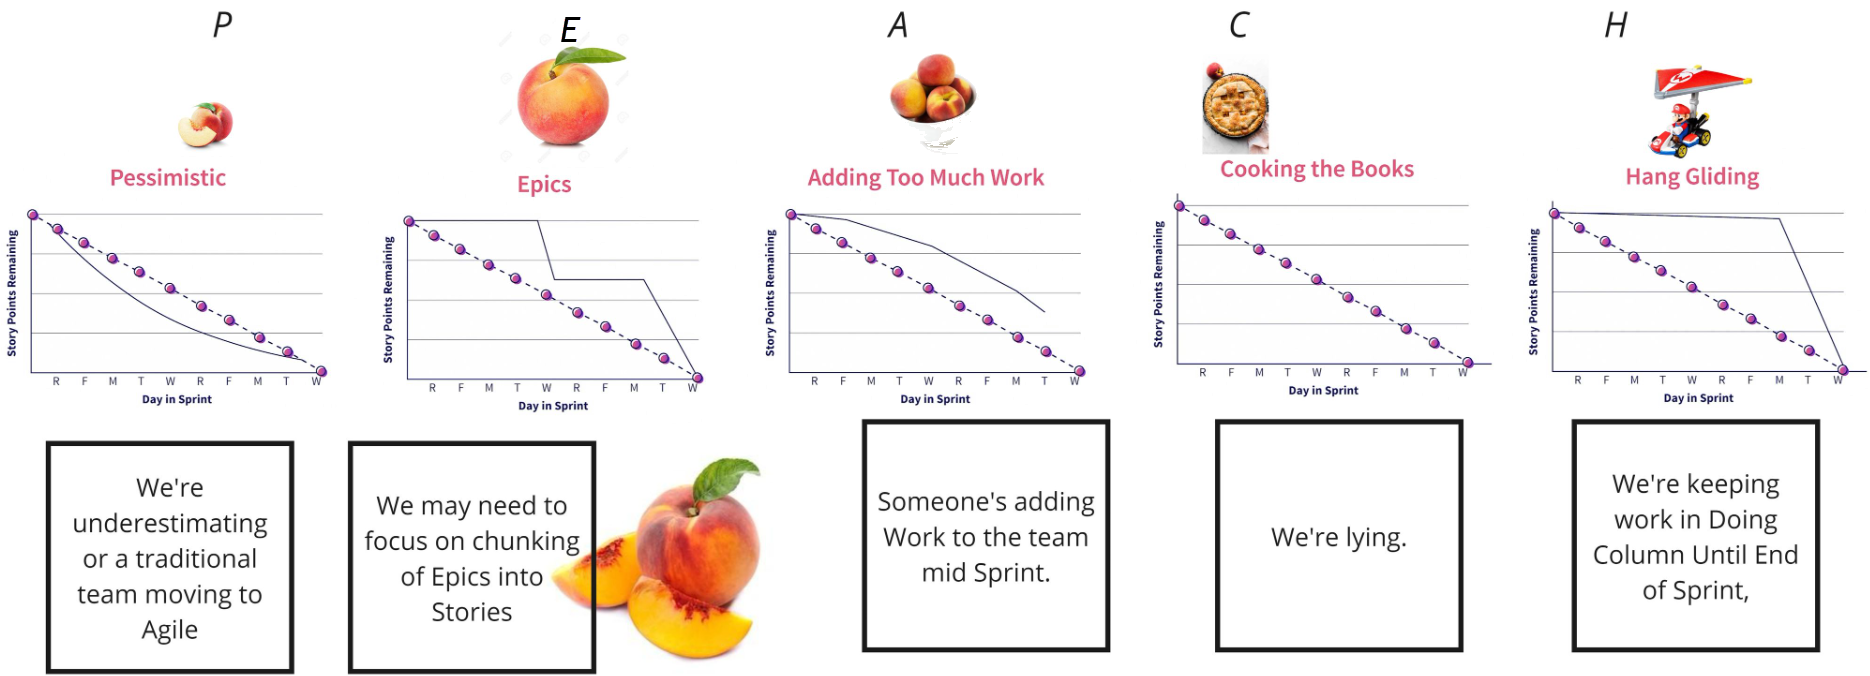 P
E
A
C
H
Pessimistic
Epics
Adding Too Much Work
Cooking the Books
Hang Gliding
Story Points Remaining
R F M T W R F M T W
Day in Sprint
Story Points Remaining
R F M T W R F M T W
Day in Sprint
Story Points Remaining
R F M T W R F M T W
Day in Sprint
Story Points Remaining
R F M T W R F M T W
Day in Sprint
Story Points Remaining
R F M T W R F M T W
Day in Sprint
We're
underestimating
or a traditional
team moving to
Agile
We may need to
focus on chunking
of Epics into
Stories
Someone's adding
Work to the team
mid Sprint.
We're lying.
We're keeping
work in Doing
Column Until End
of Sprint,